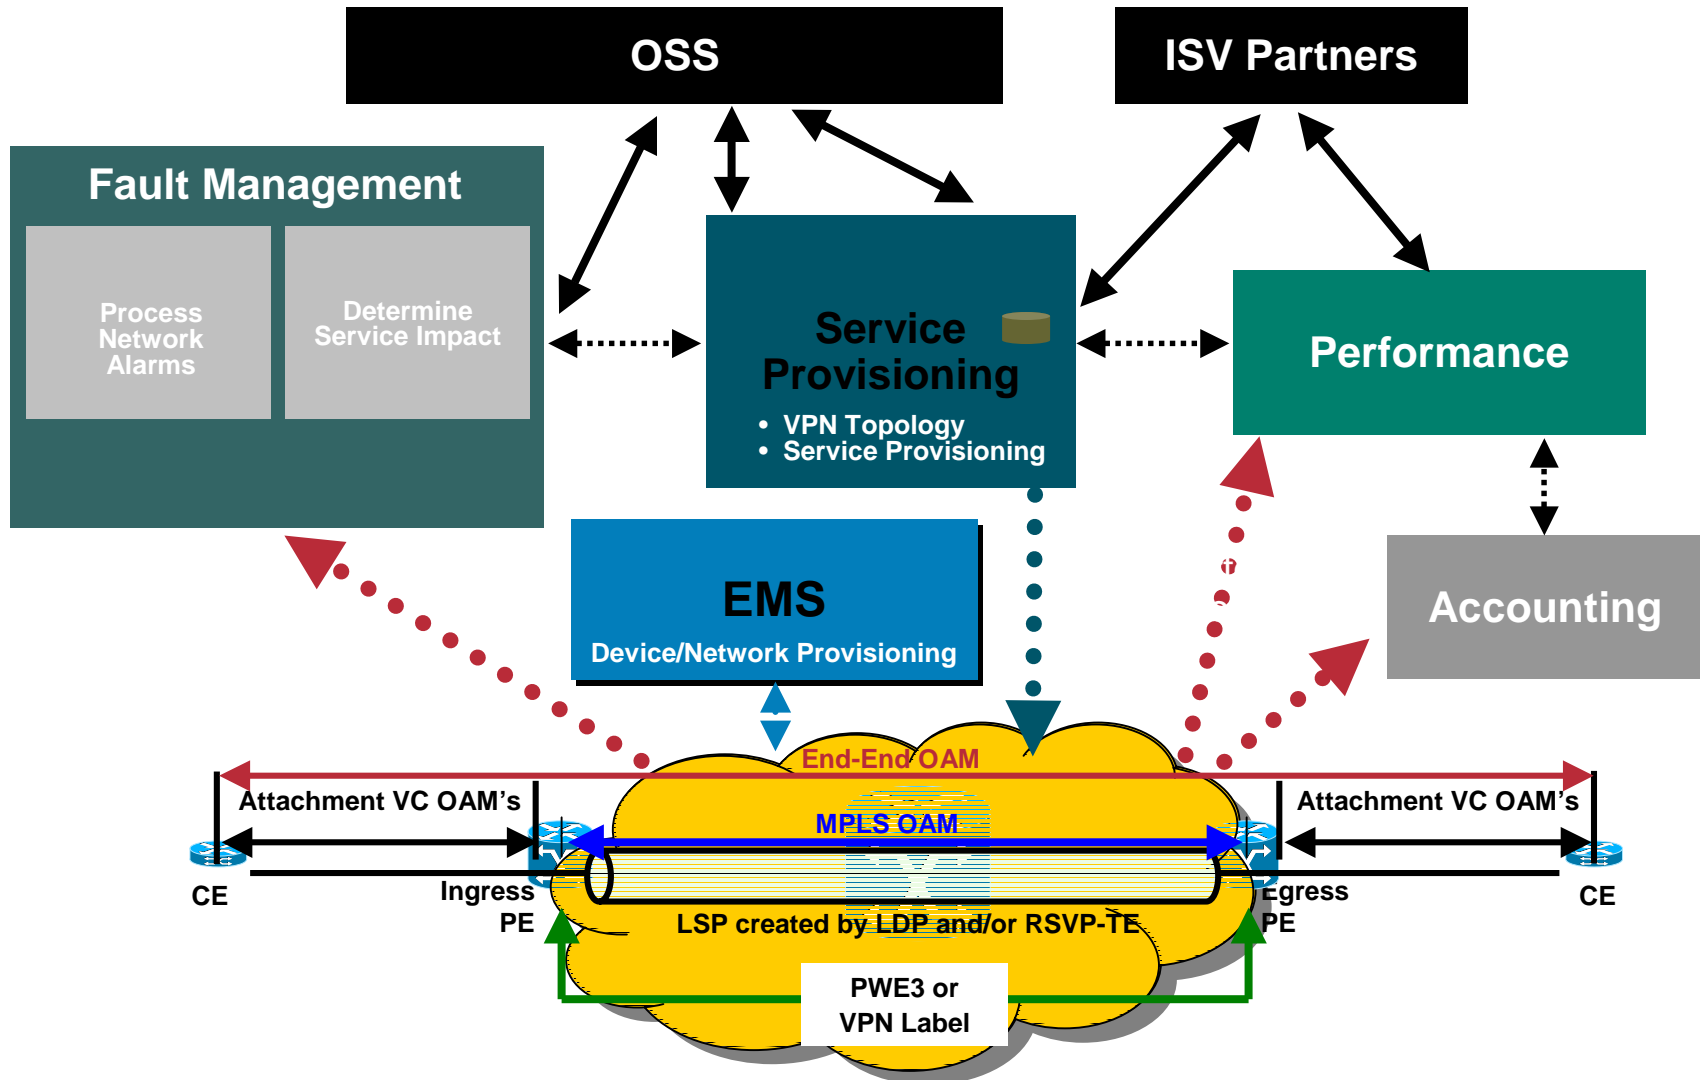 OSS
ISV Partners
Fault Management
Process
Network
Alarms
Determine
Service Impact
Service
Provisioning
• VPN Topology
• Service Provisioning
Performance
EMS
Device/Network Provisioning
Accounting
End-End OAM
Attachment VC OAM’s
Attachment VC OAM’s
MPLS OAM
CE
Ingress
PE
Egress
PE
CE
LSP created by LDP and/or RSVP-TE
PWE3 or
VPN Label